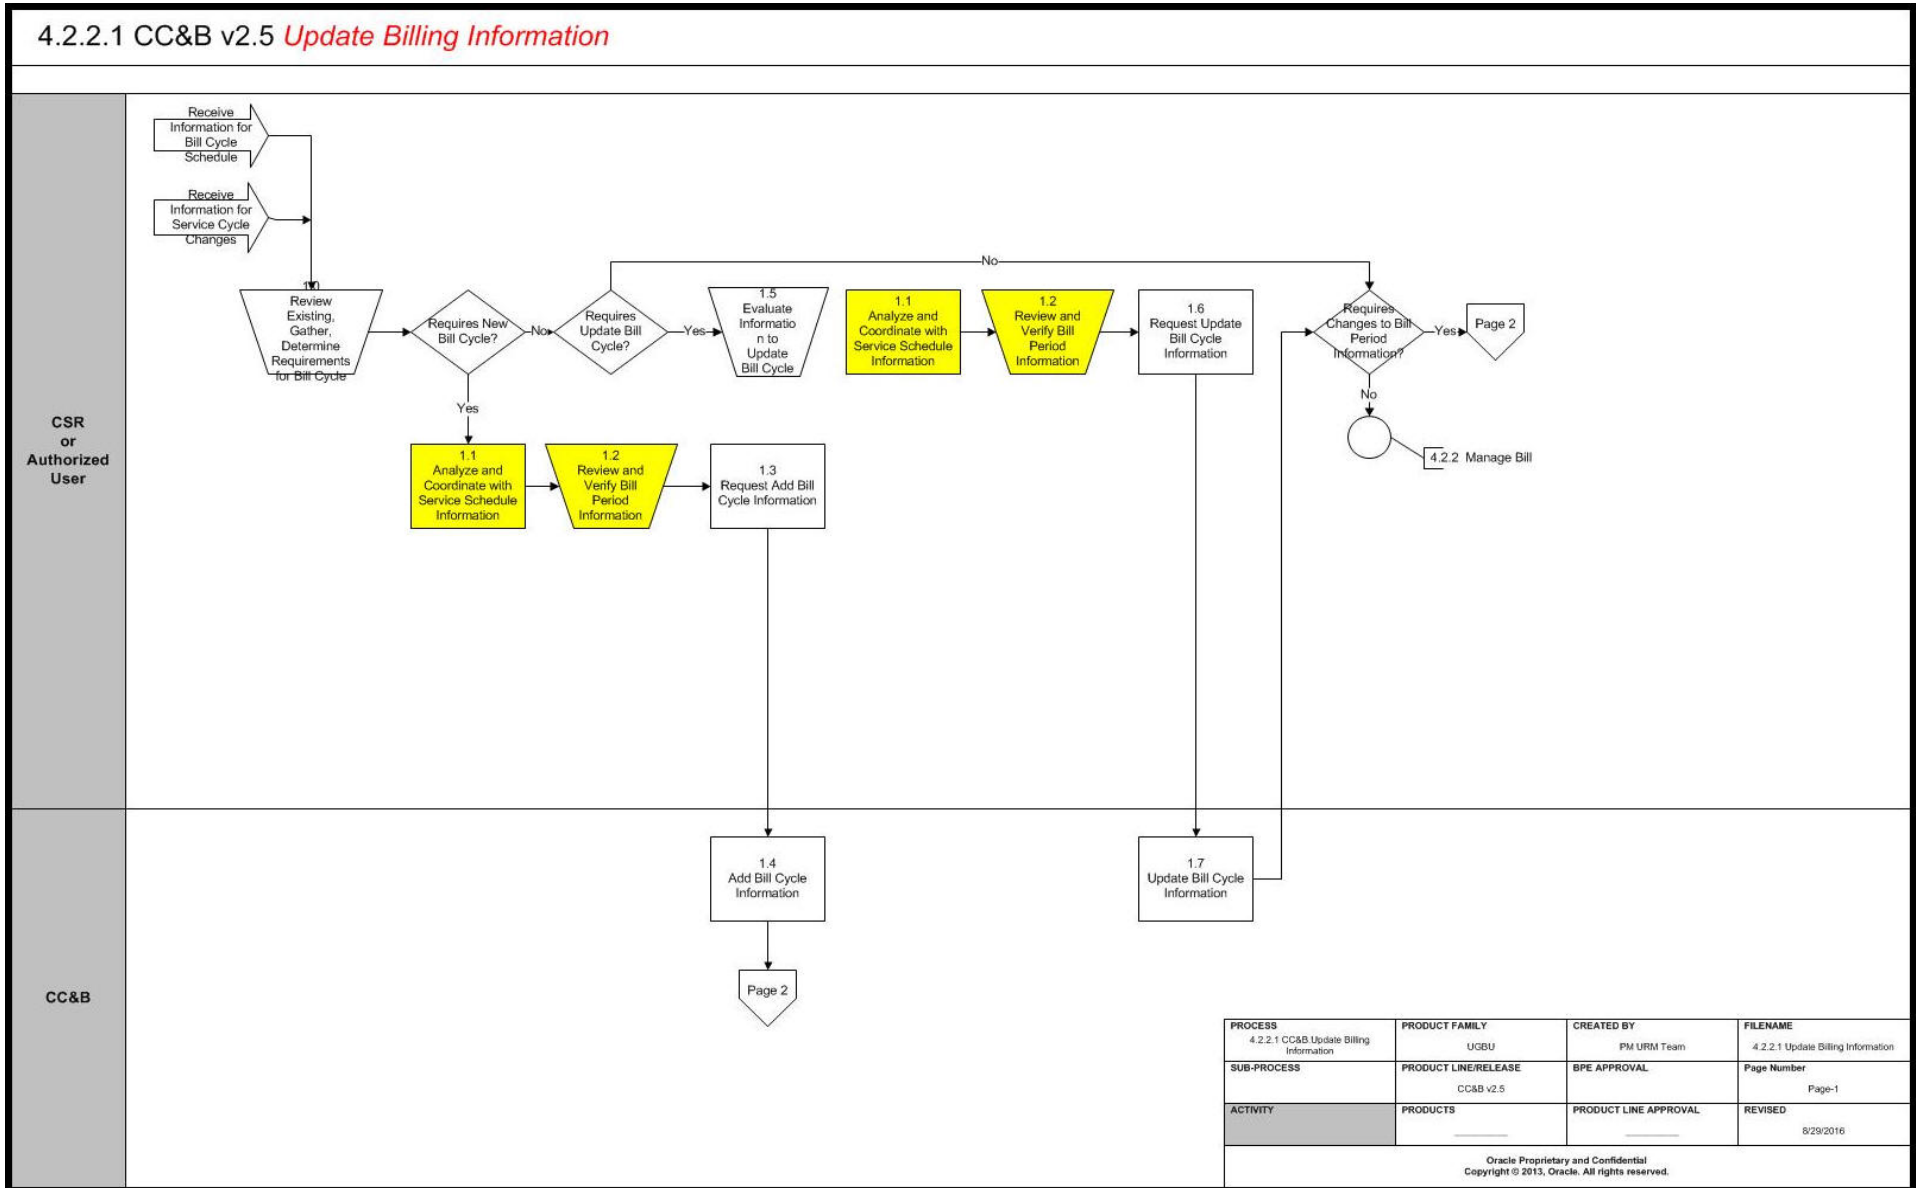 4.2.2.1 CC&B v2.5 Update Billing Information
Receive
Information for
Bill Cycle
Schedule
Receive
Information for
Service Cycle
Changes
1.0
Review
Existing,
Gather,
Determine
Requirements
for Bill Cycle
Requires New
Bill Cycle?
No
Requires
Update Bill
Cycle?
Yes
1.5
Evaluate
Informatio
n to
Update
Bill Cycle
No
1.1
Analyze and
Coordinate with
Service Schedule
Information
1.2
Review and
Verify Bill
Period
Information
1.6
Request Update
Bill Cycle
Information
Requires
Changes to Bill
Period
Information?
Yes
Page 2
No
4.2.2 Manage Bill
Yes
1.1
Analyze and
Coordinate with
Service Schedule
Information
1.2
Review and
Verify Bill
Period
Information
1.3
Request Add Bill
Cycle Information
CSR
or
Authorized
User
1.4
Add Bill Cycle
Information
1.7
Update Bill Cycle
Information
Page 2
CC&B
PROCESS
4.2.2.1 CC&B.Update Billing
Information
PRODUCT FAMILY
UGBU
CREATED BY
PM URM Team
FILENAME
4.2.2.1 Update Billing Information
SUB-PROCESS
PRODUCT LINE/RELEASE
CC&B v2.5
BPE APPROVAL
Page Number
Page-1
ACTIVITY
PRODUCTS
PRODUCT LINE APPROVAL
REVISED
8/29/2016
Oracle Proprietary and Confidential
Copyright © 2013, Oracle. All rights reserved.